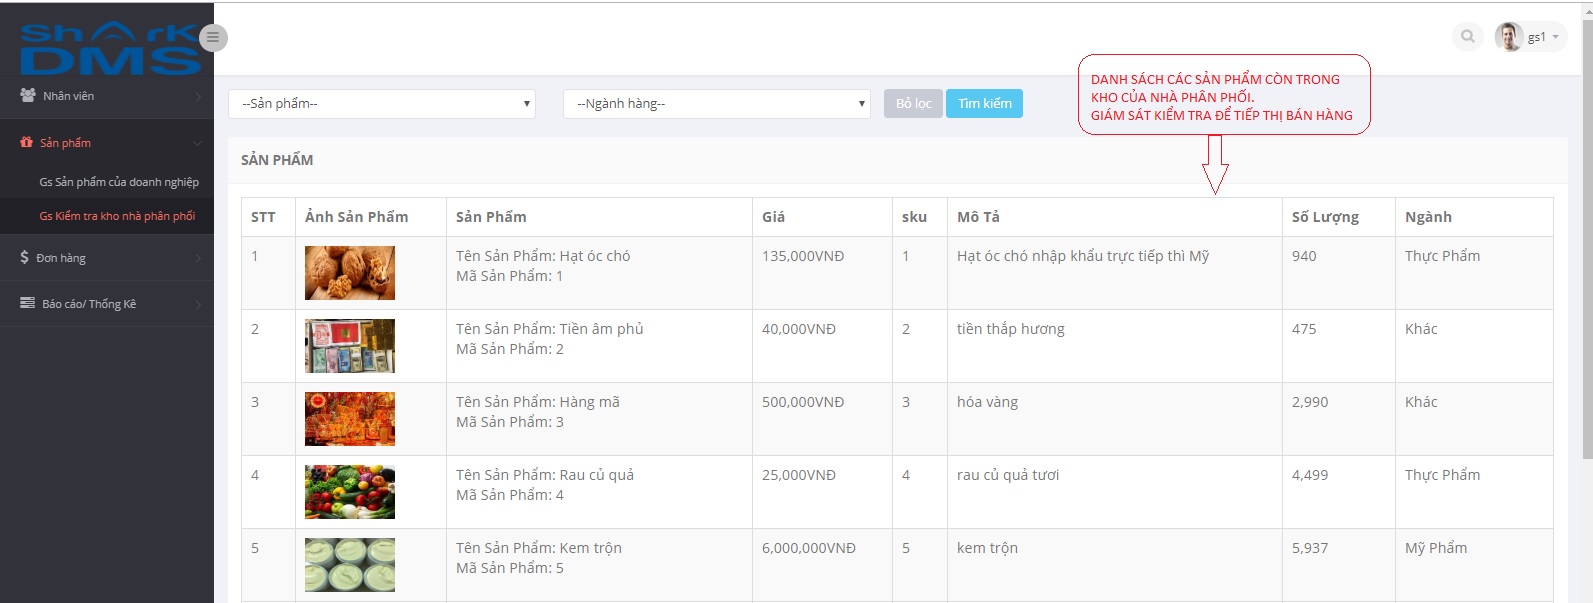 ShArK
DMS
gs1
Nhân viên
Sản phẩm
Gs Sản phẩm của doanh nghiệp
Gs Kiểm tra kho nhà phân phối
Đơn hàng
Báo cáo/ Thống Kê
--Sản phẩm--
--Ngành hàng--
Bỏ lọc
Tìm kiếm
DANH SÁCH CÁC SẢN PHẨM CÒN TRONG
KHO CỦA NHÀ PHÂN PHỐI.
GIÁM SÁT KIỂM TRA ĐỂ TIẾP THỊ BÁN HÀNG
SẢN PHẨM
STT Ảnh Sản Phẩm Sản Phẩm Giá sku Mô Tả Số Lượng Ngành
1 Tên Sản Phẩm: Hạt óc chó 135,000VNĐ 1 Hạt óc chó nhập khẩu trực tiếp thì Mỹ 940 Thực Phẩm
Mã Sản Phẩm: 1
2 Tên Sản Phẩm: Tiền âm phủ 40,000VNĐ 2 tiền thắp hương 475 Khác
Mã Sản Phẩm: 2
3 Tên Sản Phẩm: Hàng mã 500,000VNĐ 3 hóa vàng 2,990 Khác
Mã Sản Phẩm: 3
4 Tên Sản Phẩm: Rau củ quả 25,000VNĐ 4 rau củ quả tươi 4,499 Thực Phẩm
Mã Sản Phẩm: 4
5 Tên Sản Phẩm: Kem trộn 6,000,000VNĐ 5 kem trộn 5,937 Mỹ Phẩm
Mã Sản Phẩm: 5